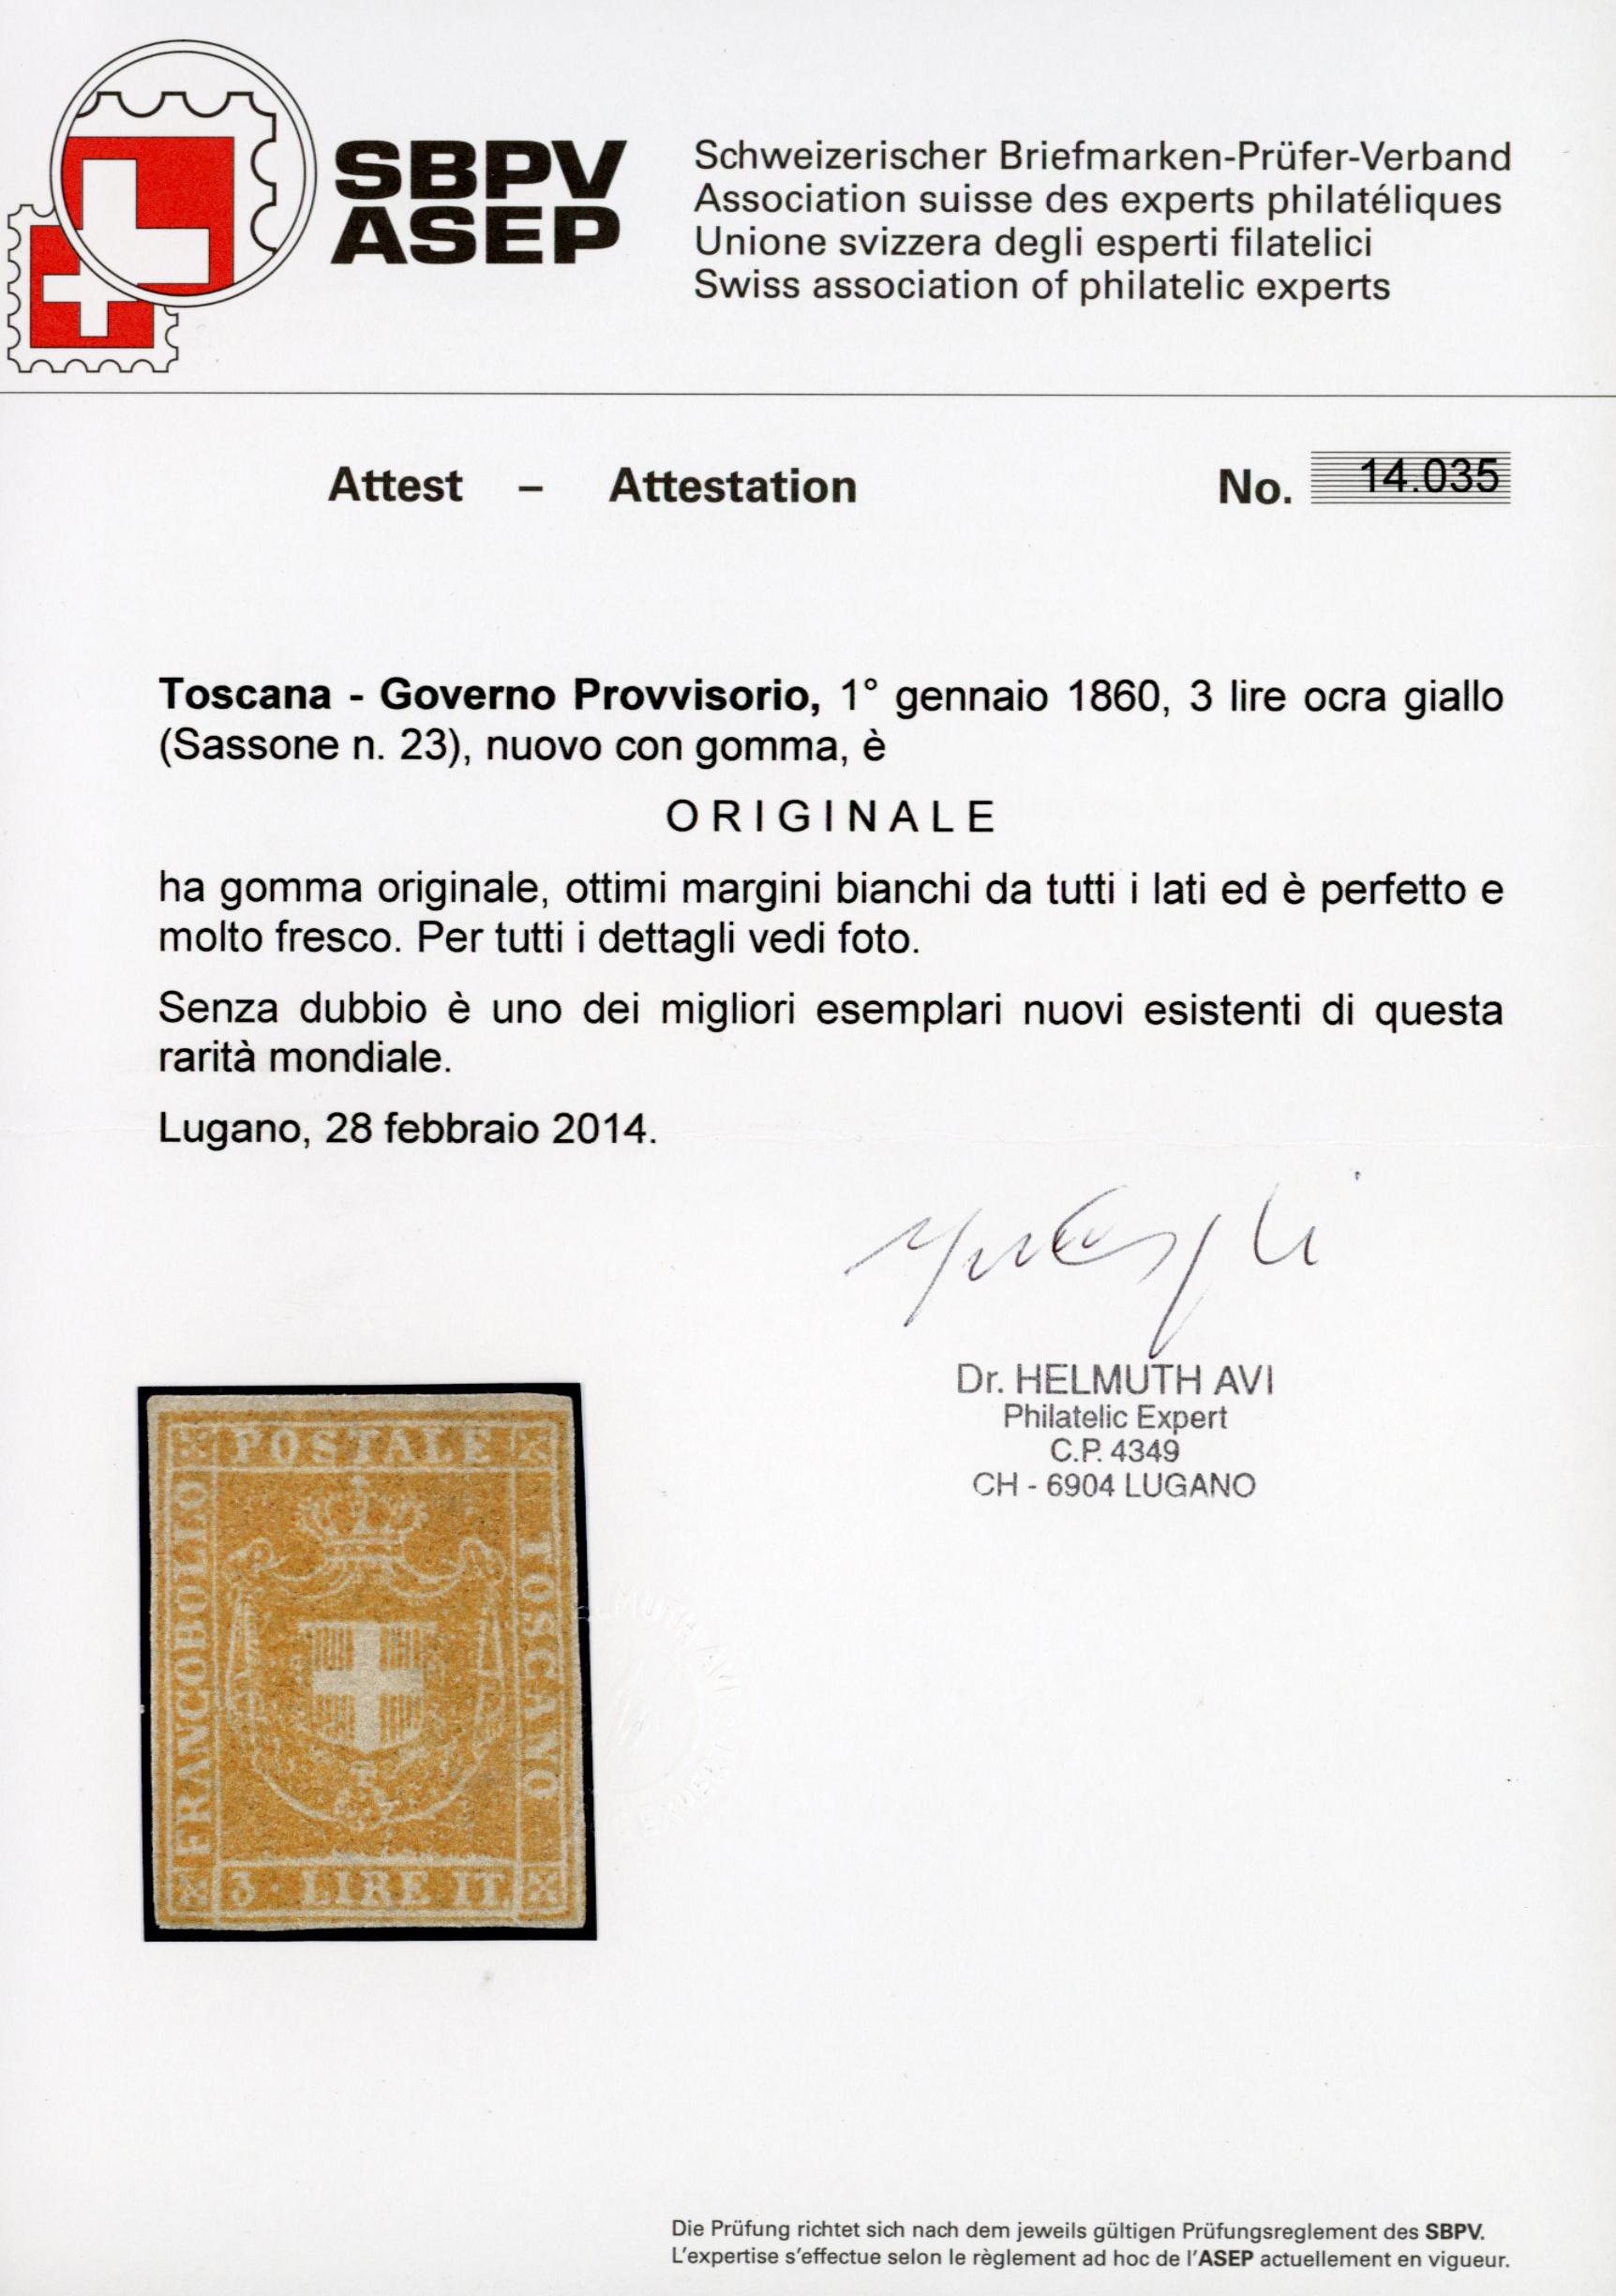 SBPV
ASEP
Schweizerischer Briefmarken-Prüfer-Verband
Association suisse des experts philatéliques
Unione svizzera degli esperti filatelici
Swiss association of philatelic experts
Attest – Attestation No. 14.035
Toscana - Governo Provvisorio, 1° gennaio 1860, 3 lire ocra giallo
(Sassone n. 23), nuovo con gomma, è
ORIGINALE
ha gomma originale, ottimi margini bianchi da tutti i lati ed è perfetto e
molto fresco. Per tutti i dettagli vedi foto.
Senza dubbio è uno dei migliori esemplari nuovi esistenti di questa
rarità mondiale.
Lugano, 28 febbraio 2014.
Dr. HELMUTH AVI
Philatelic Expert
C.P. 4349
CH - 6904 LUGANO
POSTALE
FRANCOBOLLO
TOSCANO
3 · LIRE IT.
Die Prüfung richtet sich nach dem jeweils gültigen Prüfungsreglement des SBPV.
L'expertise s'effectue selon le règlement ad hoc de l'ASEP actuellement en vigueur.